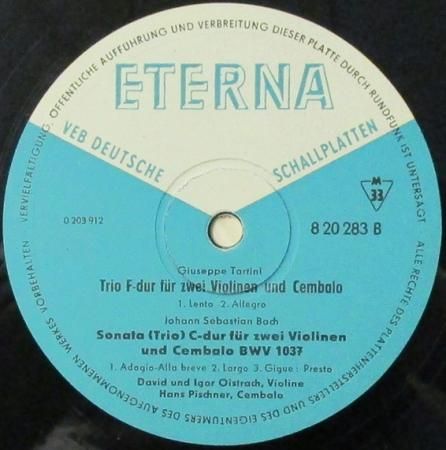 VERVIELFÄLTIGUNG, ÖFFENTLICHE AUFFÜHRUNG UND VERBREITUNG DIESER PLATTE DURCH RUNDFUNK IST UNTERSAGT
ETERNA
VEB DEUTSCHE SCHALLPLATTEN
M
33
0 203 912
8 20 283 B
Giuseppe Tartini
Trio F-dur für zwei Violinen und Cembalo
1. Lento 2. Allegro
Johann Sebastian Bach
Sonata (Trio) C-dur für zwei Violinen
und Cembalo BWV 1037
1. Adagio-Alla breve 2. Largo 3. Gigue: Presto
David und Igor Oistrach, Violine
Hans Pischner, Cembalo
ALLE RECHTE DES PLATTENHERSTELLERS UND DES EIGENTÜMERS DES AUFGENOMMENEN WERKES VORBEHALTEN